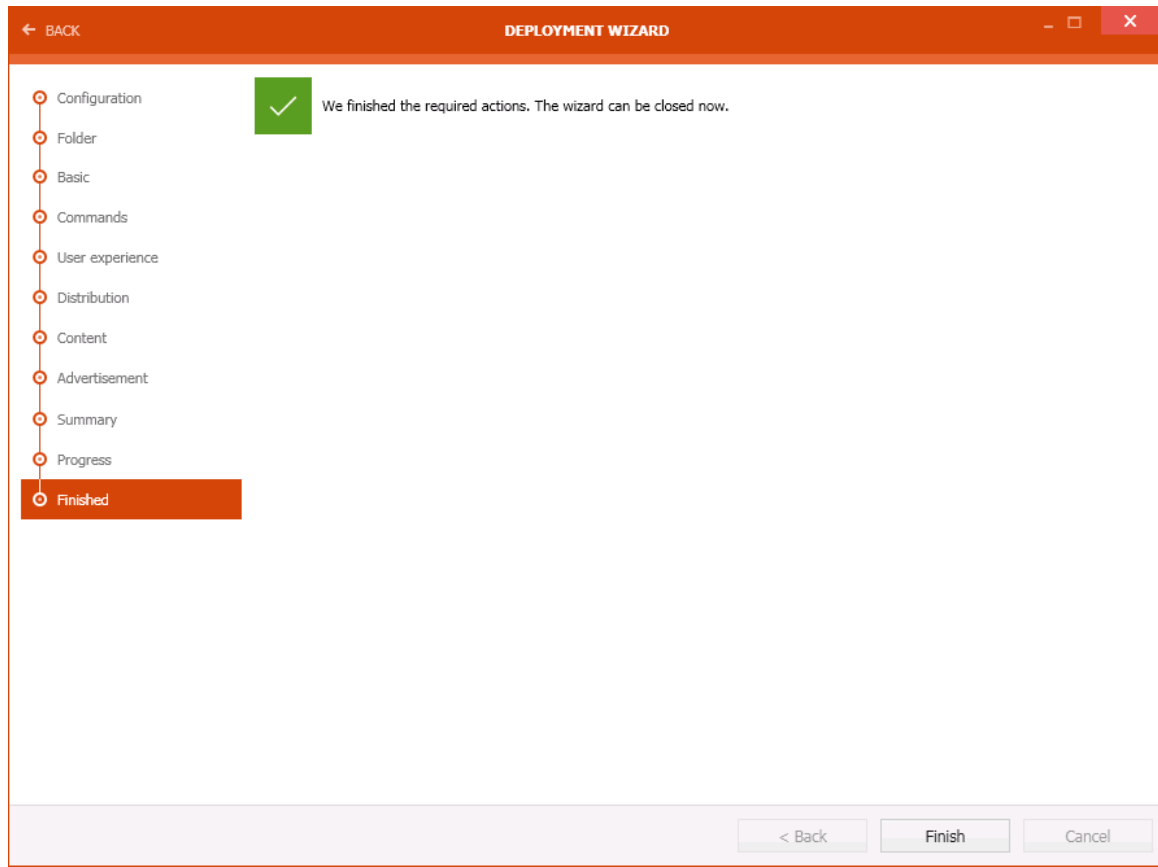 BACK
DEPLOYMENT WIZARD
Configuration
We finished the required actions. The wizard can be closed now.
Folder
Basic
Commands
User experience
Distribution
Content
Advertisement
Summary
Progress
Finished
< Back
Finish
Cancel